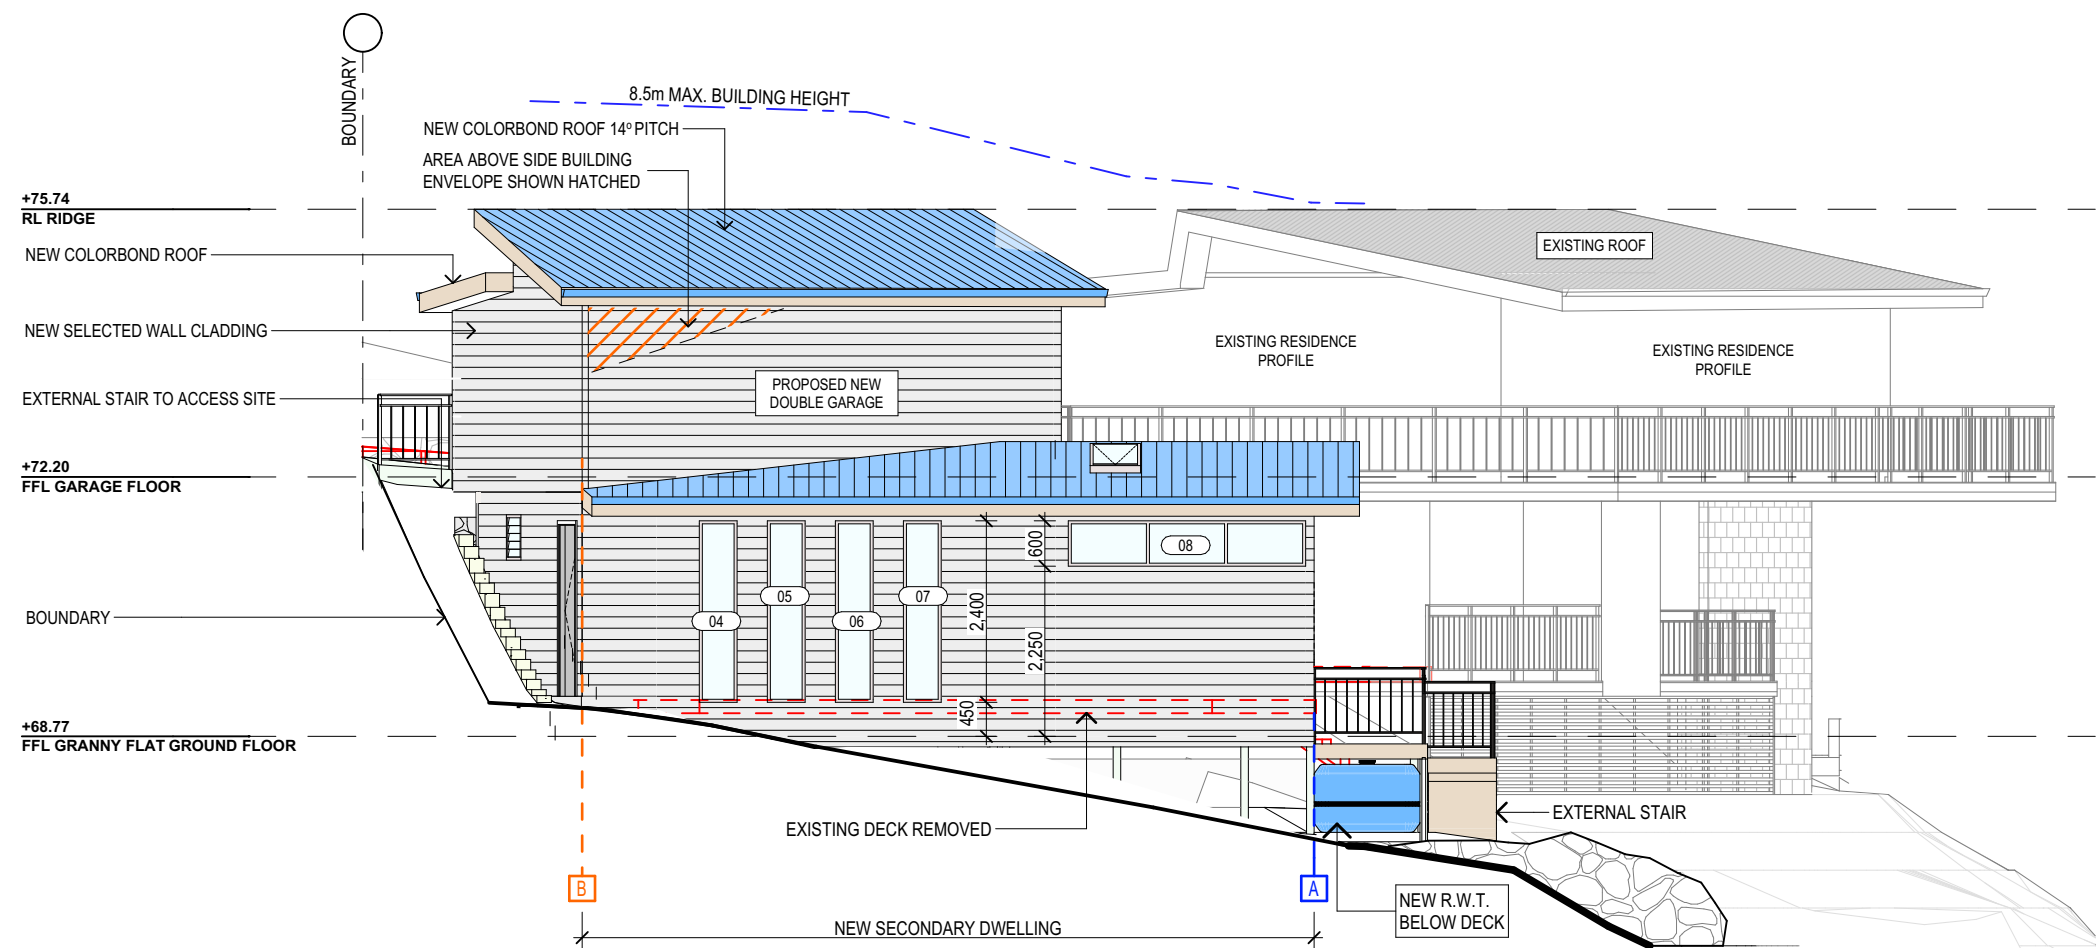 BOUNDARY
8.5m MAX. BUILDING HEIGHT
NEW COLORBOND ROOF 14º PITCH
AREA ABOVE SIDE BUILDING
ENVELOPE SHOWN HATCHED
+75.74
RL RIDGE
NEW COLORBOND ROOF
EXISTING ROOF
NEW SELECTED WALL CLADDING
EXISTING RESIDENCE
PROFILE
EXISTING RESIDENCE
PROFILE
PROPOSED NEW
DOUBLE GARAGE
EXTERNAL STAIR TO ACCESS SITE
+72.20
FFL GARAGE FLOOR
600
08
05
07
2,400
04
06
BOUNDARY
2,250
450
+68.77
FFL GRANNY FLAT GROUND FLOOR
EXISTING DECK REMOVED
EXTERNAL STAIR
B
A
NEW R.W.T.
BELOW DECK
NEW SECONDARY DWELLING